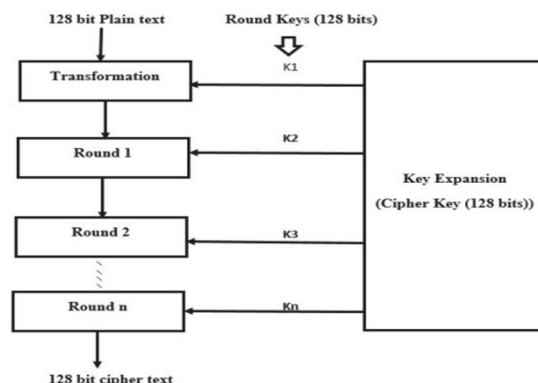 128 bit Plain text
Round Keys (128 bits)
Transformation
K1
Round 1
K2
Key Expansion
(Cipher Key (128 bits))
Round 2
K3
Round n
Kn
128 bit cipher text